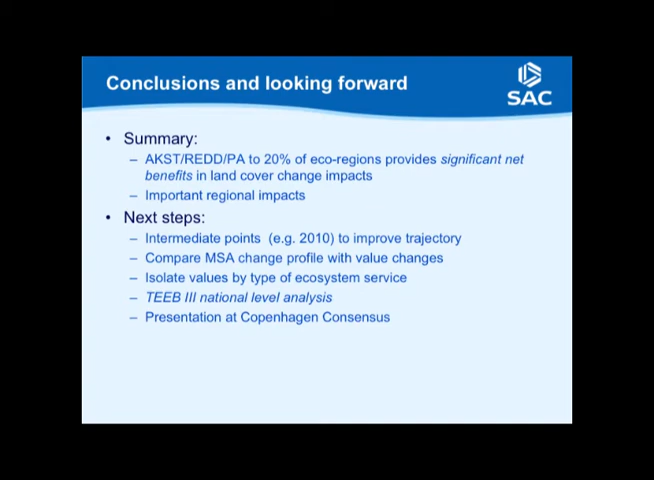 Conclusions and looking forward
SAC
• Summary:
– AKST/REDD/PA to 20% of eco-regions provides significant net
benefits in land cover change impacts
– Important regional impacts
• Next steps:
– Intermediate points (e.g. 2010) to improve trajectory
– Compare MSA change profile with value changes
– Isolate values by type of ecosystem service
– TEEB III national level analysis
– Presentation at Copenhagen Consensus